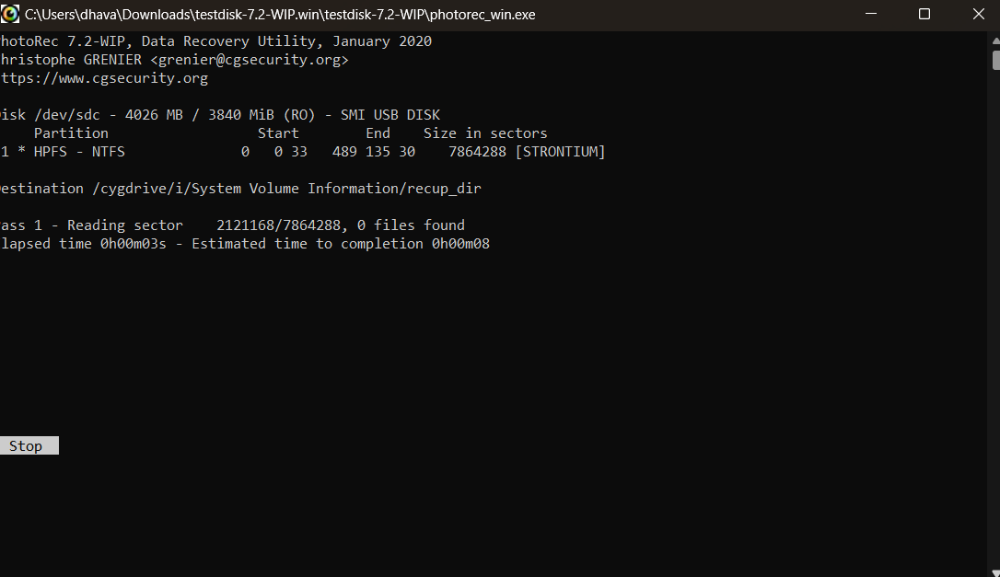 C:\Users\dhava\Downloads\testdisk-7.2-WIP.win\testdisk-7.2-WIP\photorec_win.exe
hotoRec 7.2-WIP, Data Recovery Utility, January 2020
hristophe GRENIER <grenier@cgsecurity.org>
ttps://www.cgsecurity.org
isk /dev/sdc - 4026 MB / 3840 MiB (RO) - SMI USB DISK
Partition Start End Size in sectors
1 * HPFS - NTFS 0 0 33 489 135 30 7864288 [STRONTIUM]
estination /cygdrive/i/System Volume Information/recup_dir
ass 1 - Reading sector 2121168/7864288, 0 files found
lapsed time 0h00m03s - Estimated time to completion 0h00m08
Stop